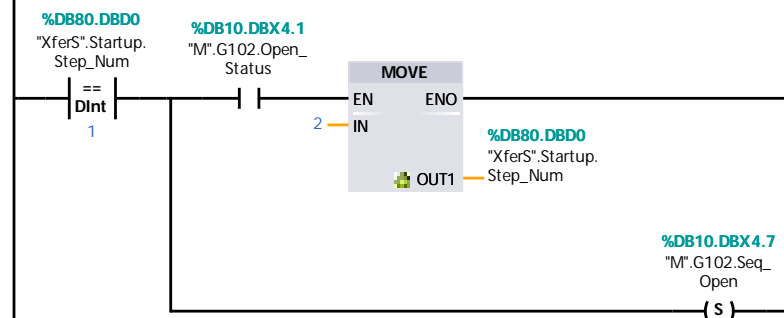 %DB80.DBD0
"XferS".Startup.
Step_Num
==
DInt
1
%DB10.DBX4.1
"M".G102.Open_
Status
MOVE
EN
ENO
2
IN
OUT1
%DB80.DBD0
"XferS".Startup.
Step_Num
%DB10.DBX4.7
"M".G102.Seq_
Open
S